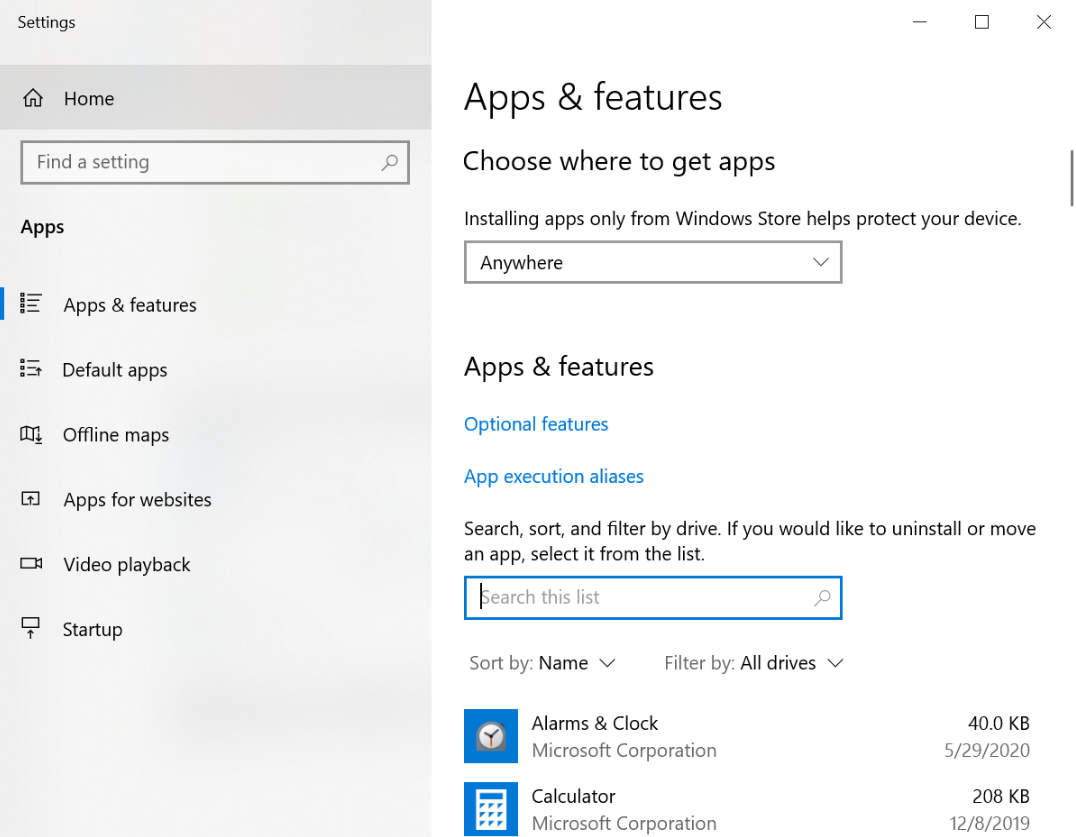 Settings
Home
Find a setting
Apps
Apps & features
Default apps
Offline maps
Apps for websites
Video playback
Startup
Apps & features
Choose where to get apps
Installing apps only from Windows Store helps protect your device.
Anywhere
Apps & features
Optional features
App execution aliases
Search, sort, and filter by drive. If you would like to uninstall or move
an app, select it from the list.
Search this list
Sort by: Name Filter by: All drives
Alarms & Clock 40.0 KB
Microsoft Corporation 5/29/2020
Calculator 208 KB
Microsoft Corporation 12/8/2019